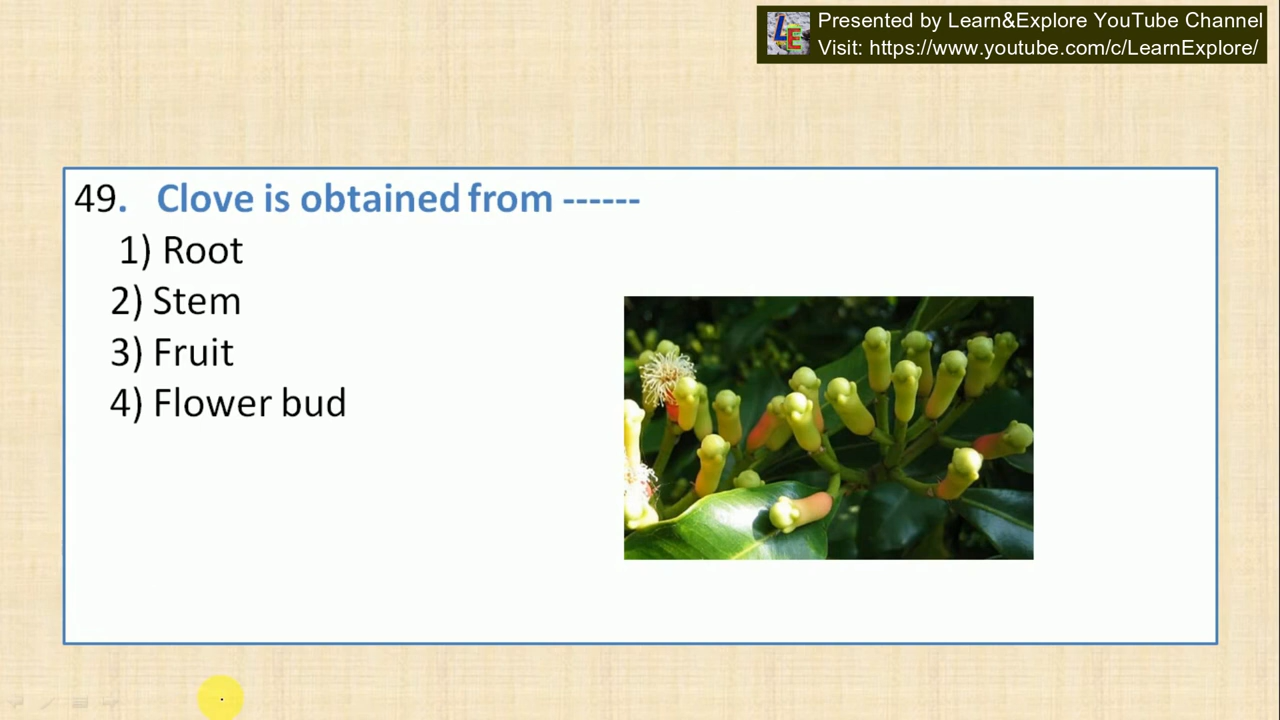 Presented by Learn&Explore YouTube Channel
Visit: https://www.youtube.com/c/LearnExplore/
49. Clove is obtained from ------
1) Root
2) Stem
3) Fruit
4) Flower bud